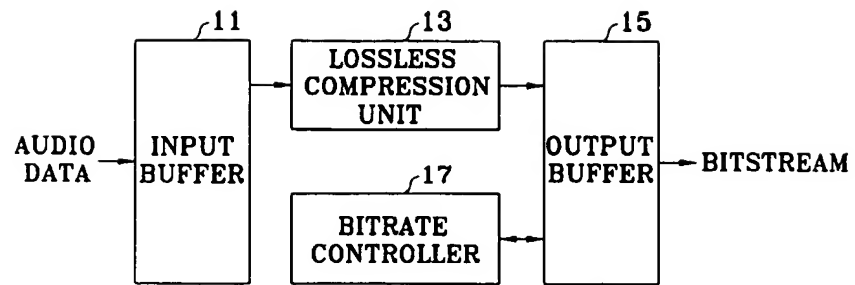 11
13
15
LOSSLESS
COMPRESSION
UNIT
AUDIO
DATA
INPUT
BUFFER
OUTPUT
BUFFER
BITSTREAM
17
BITRATE
CONTROLLER